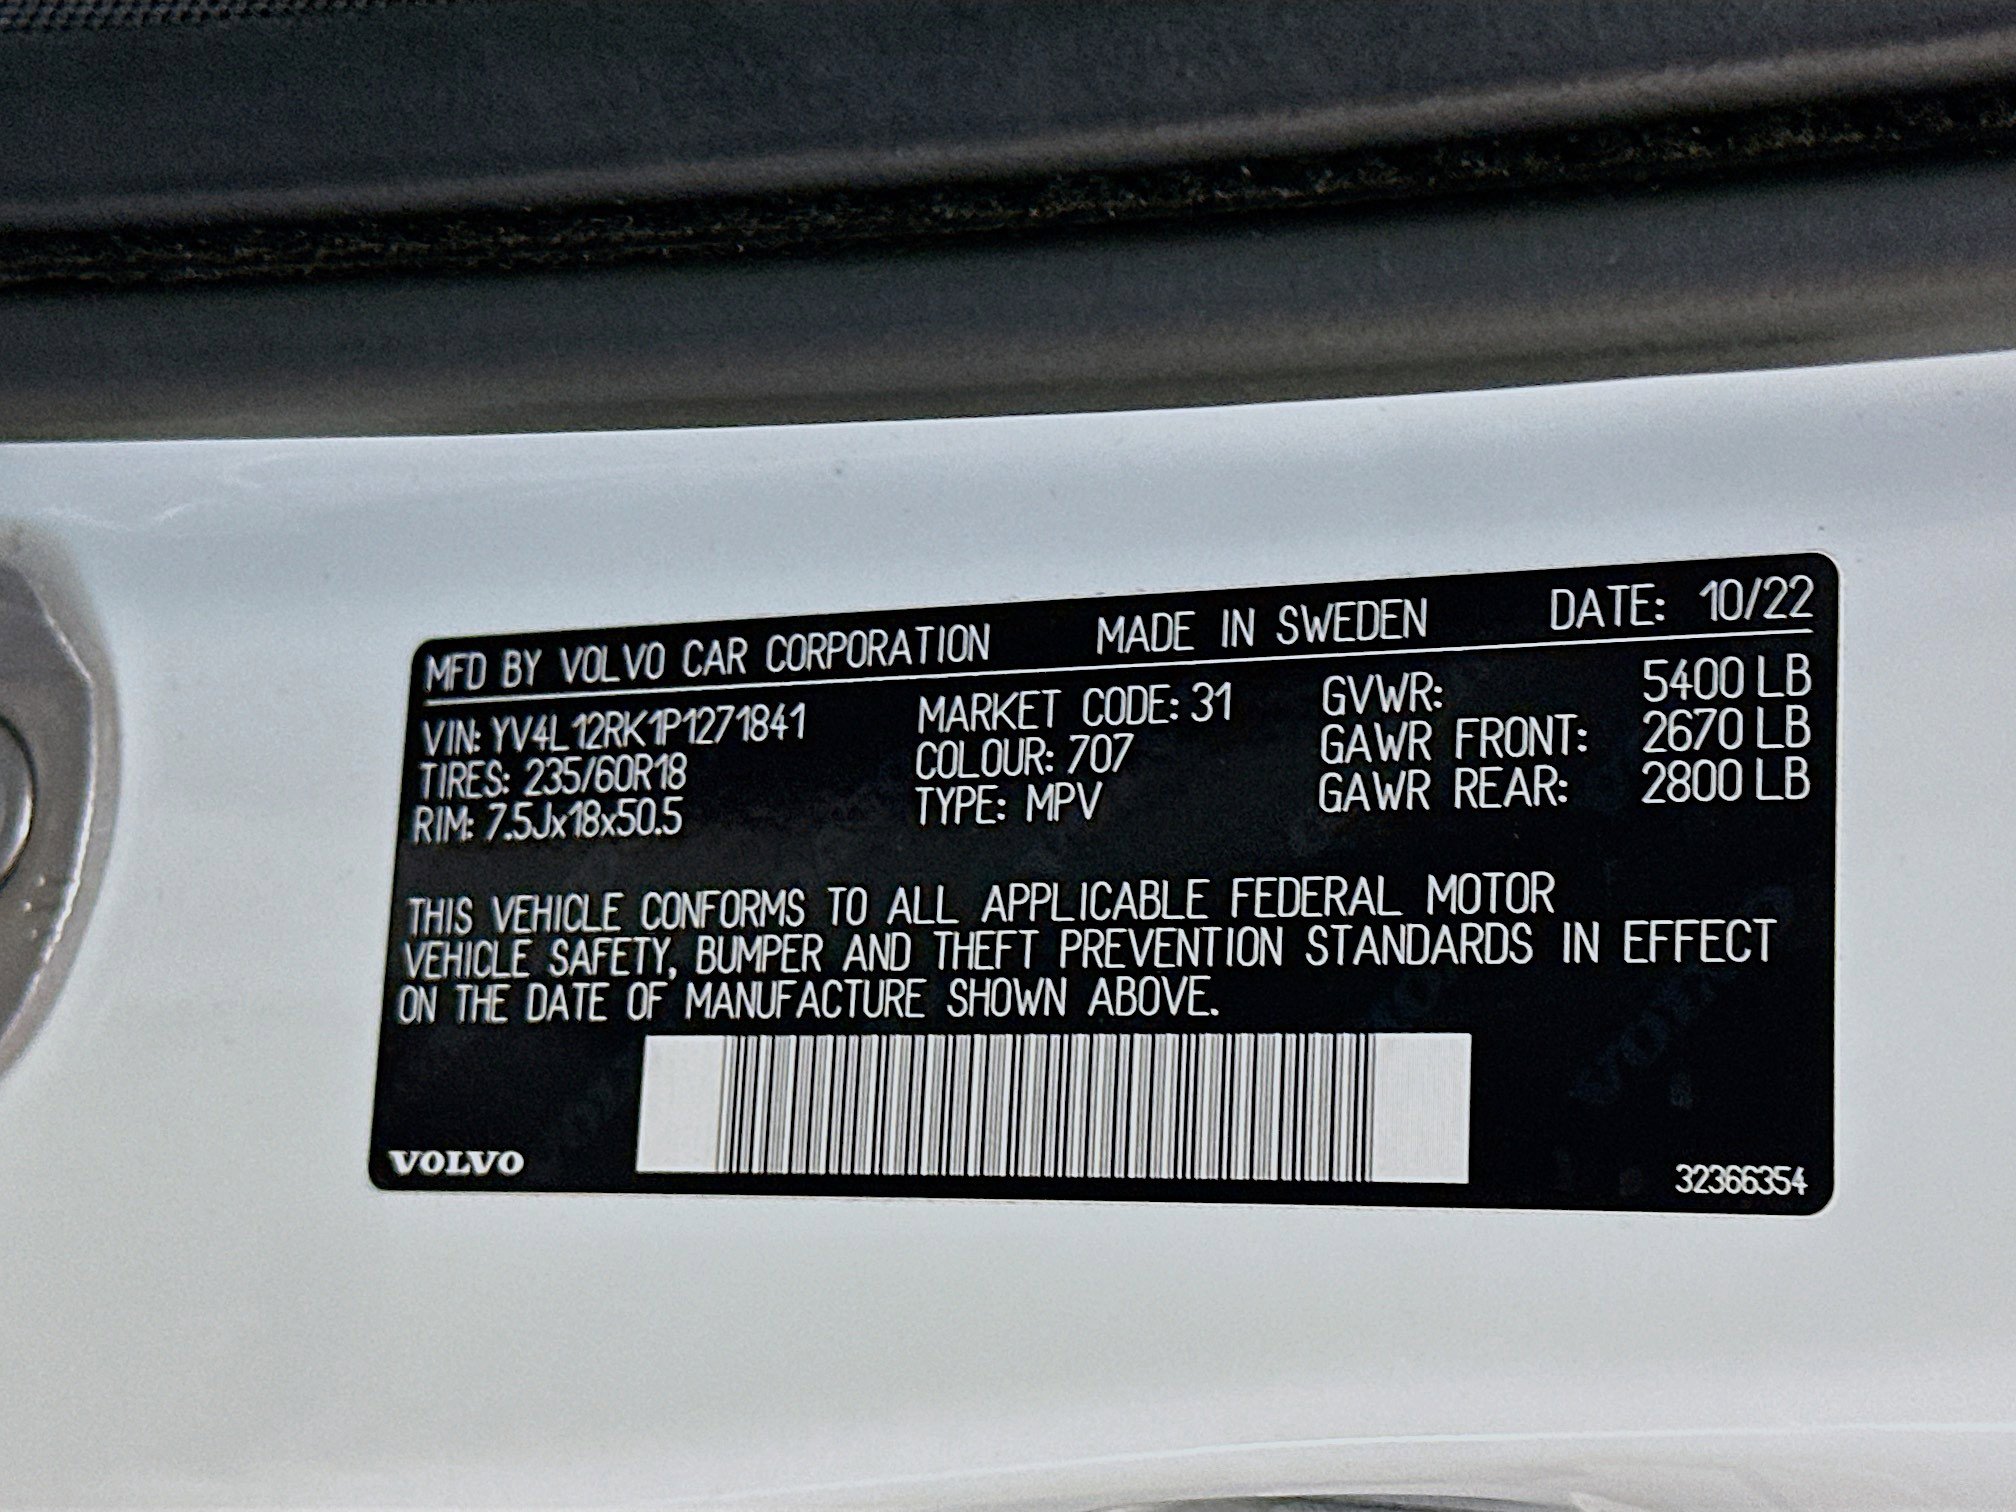 MFD BY VOLVO CAR CORPORATION MADE IN SWEDEN DATE: 10/22
VIN: YV4L12RK1P1271841 MARKET CODE: 31 GVWR: 5400 LB
TIRES: 235/60R18 COLOUR: 707 GAWR FRONT: 2670 LB
RIM: 7.5Jx18x50.5 TYPE: MPV GAWR REAR: 2800 LB
THIS VEHICLE CONFORMS TO ALL APPLICABLE FEDERAL MOTOR
VEHICLE SAFETY, BUMPER AND THEFT PREVENTION STANDARDS IN EFFECT
ON THE DATE OF MANUFACTURE SHOWN ABOVE.
VOLVO 32366354